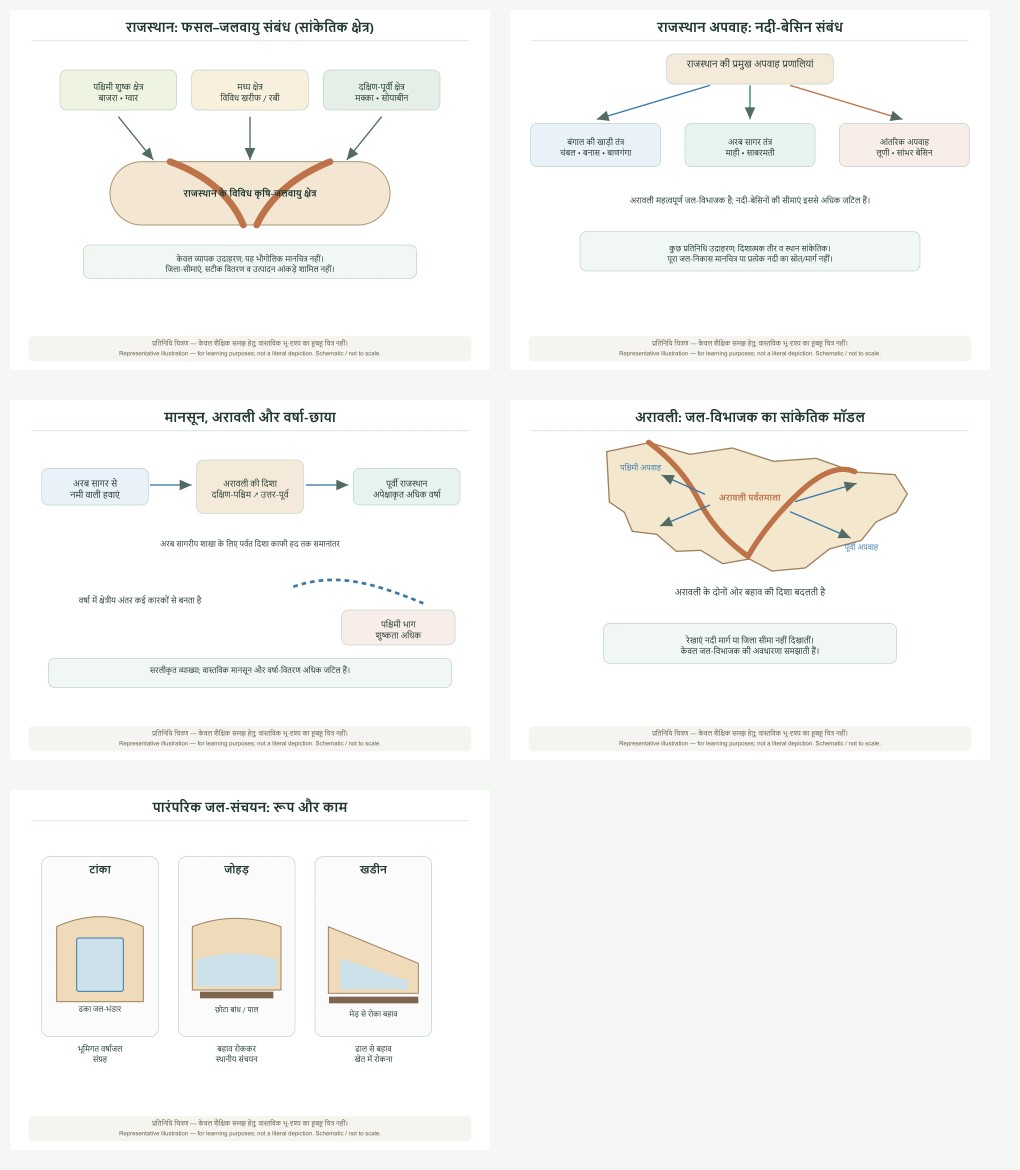 राजस्थान: फसल–जलवायु संबंध (सांकेतिक क्षेत्र)
पश्चिमी शुष्क क्षेत्र
बाजरा • ग्वार
मध्य क्षेत्र
विविध खरीफ / रबी
दक्षिण-पूर्वी क्षेत्र
मक्का • सोयाबीन
राजस्थान के विविध कृषि-जलवायु क्षेत्र
केवल व्यापक उदाहरण; यह भौगोलिक मानचित्र नहीं।
जिला-सीमाएं, सटीक वितरण व उत्पादन आंकड़े शामिल नहीं।
प्रतिनिधि चित्रण — केवल शैक्षिक समझ हेतु; वास्तविक भू-दृश्य का हूबहू चित्र नहीं।
Representative illustration — for learning purposes; not a literal depiction. Schematic / not to scale.
राजस्थान अपवाह: नदी-बेसिन संबंध
राजस्थान की प्रमुख अपवाह प्रणालियां
बंगाल की खाड़ी तंत्र
चंबल • बनास • बाणगंगा
अरब सागर तंत्र
माही • साबरमती
आंतरिक अपवाह
लूणी • सांभर बेसिन
अरावली महत्वपूर्ण जल-विभाजक है; नदी-बेसिनों की सीमाएं इससे अधिक जटिल हैं।
कुछ प्रतिनिधि उदाहरण; दिशात्मक तीर व स्थान सांकेतिक।
पूरा जल-निकास मानचित्र या प्रत्येक नदी का स्रोत/मार्ग नहीं।
प्रतिनिधि चित्रण — केवल शैक्षिक समझ हेतु; वास्तविक भू-दृश्य का हूबहू चित्र नहीं।
Representative illustration — for learning purposes; not a literal depiction. Schematic / not to scale.
मानसून, अरावली और वर्षा-छाया
अरब सागर से
नमी वाली हवाएं
अरावली की दिशा
दक्षिण-पश्चिम ↗ उत्तर-पूर्व
पूर्वी राजस्थान
अपेक्षाकृत अधिक वर्षा
अरब सागरीय शाखा के लिए पर्वत दिशा काफी हद तक समानांतर
वर्षा में क्षेत्रीय अंतर कई कारकों से बनता है
पश्चिमी भाग
शुष्कता अधिक
सरलीकृत व्याख्या; वास्तविक मानसून और वर्षा-वितरण अधिक जटिल हैं।
प्रतिनिधि चित्रण — केवल शैक्षिक समझ हेतु; वास्तविक भू-दृश्य का हूबहू चित्र नहीं।
Representative illustration — for learning purposes; not a literal depiction. Schematic / not to scale.
अरावली: जल-विभाजक का सांकेतिक मॉडल
पश्चिमी अपवाह
अरावली पर्वतमाला
पूर्वी अपवाह
अरावली के दोनों ओर बहाव की दिशा बदलती है
रेखाएं नदी मार्ग या जिला सीमा नहीं दिखातीं।
केवल जल-विभाजक की अवधारणा समझाती हैं।
प्रतिनिधि चित्रण — केवल शैक्षिक समझ हेतु; वास्तविक भू-दृश्य का हूबहू चित्र नहीं।
Representative illustration — for learning purposes; not a literal depiction. Schematic / not to scale.
पारंपरिक जल-संचयन: रूप और काम
टांका
ढका जल-भंडार
भूमिगत वर्षाजल
संग्रह
जोहड़
छोटा बांध / पाल
बहाव रोककर
स्थानीय संचयन
खडीन
मेड़ से रोका बहाव
ढाल से बहाव
खेत में रोकना
प्रतिनिधि चित्रण — केवल शैक्षिक समझ हेतु; वास्तविक भू-दृश्य का हूबहू चित्र नहीं।
Representative illustration — for learning purposes; not a literal depiction. Schematic / not to scale.